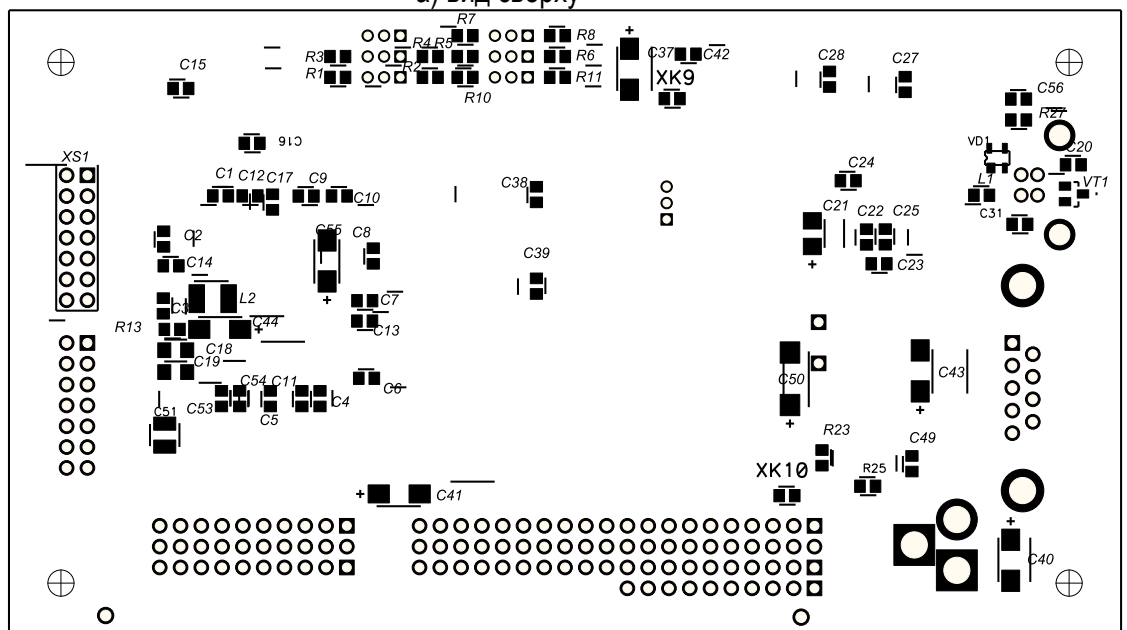 а) вид сверху
R7
R8
R4 R5
R3
R6
C37
C42
C28
C27
C15
R2
R1
R11
XK9
R10
C56
R27
C16
VD1
C20
XS1
C24
C1 C12 C17 C9
C38
L1
VT1
C10
C31
C21 C22 C25
C2
C55 C8
C39
C14
C23
L2
C7
C3
C44
R13
C13
C18
C19
C54 C11
C6
C50
C43
C4
C53
C51
C5
R23
C49
XK10
R25
C41
C40